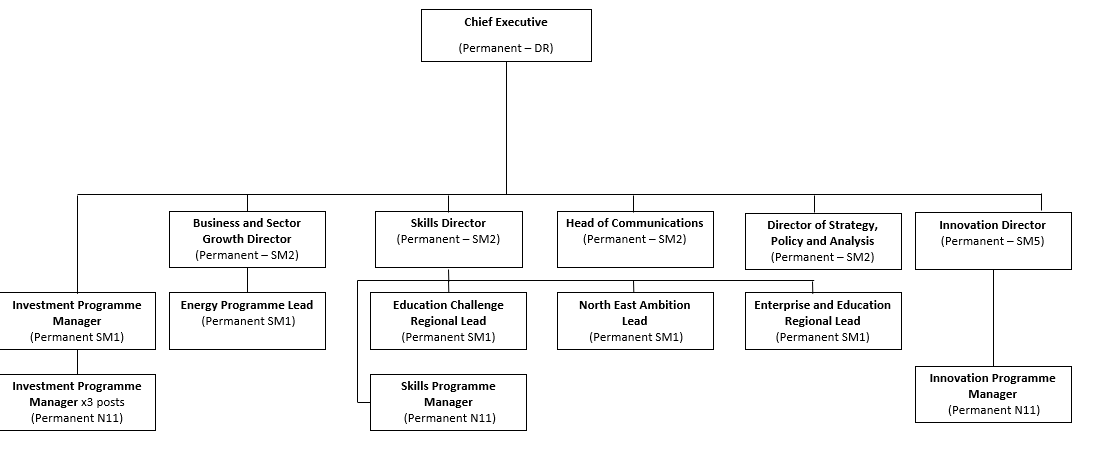 Chief Executive
(Permanent – DR)
Business and Sector
Growth Director
(Permanent – SM2)
Skills Director
(Permanent – SM2)
Head of Communications
(Permanent – SM2)
Director of Strategy,
Policy and Analysis
(Permanent – SM2)
Innovation Director
(Permanent – SM5)
Investment Programme
Manager
(Permanent SM1)
Energy Programme Lead
(Permanent SM1)
Education Challenge
Regional Lead
(Permanent SM1)
North East Ambition
Lead
(Permanent SM1)
Enterprise and Education
Regional Lead
(Permanent SM1)
Investment Programme
Manager x3 posts
(Permanent N11)
Skills Programme
Manager
(Permanent N11)
Innovation Programme
Manager
(Permanent N11)